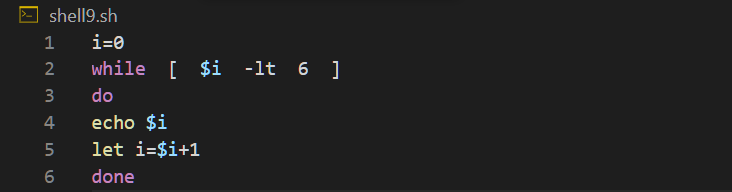 shell9.sh
1 i=0
2 while [ $i -lt 6 ]
3 do
4 echo $i
5 let i=$i+1
6 done